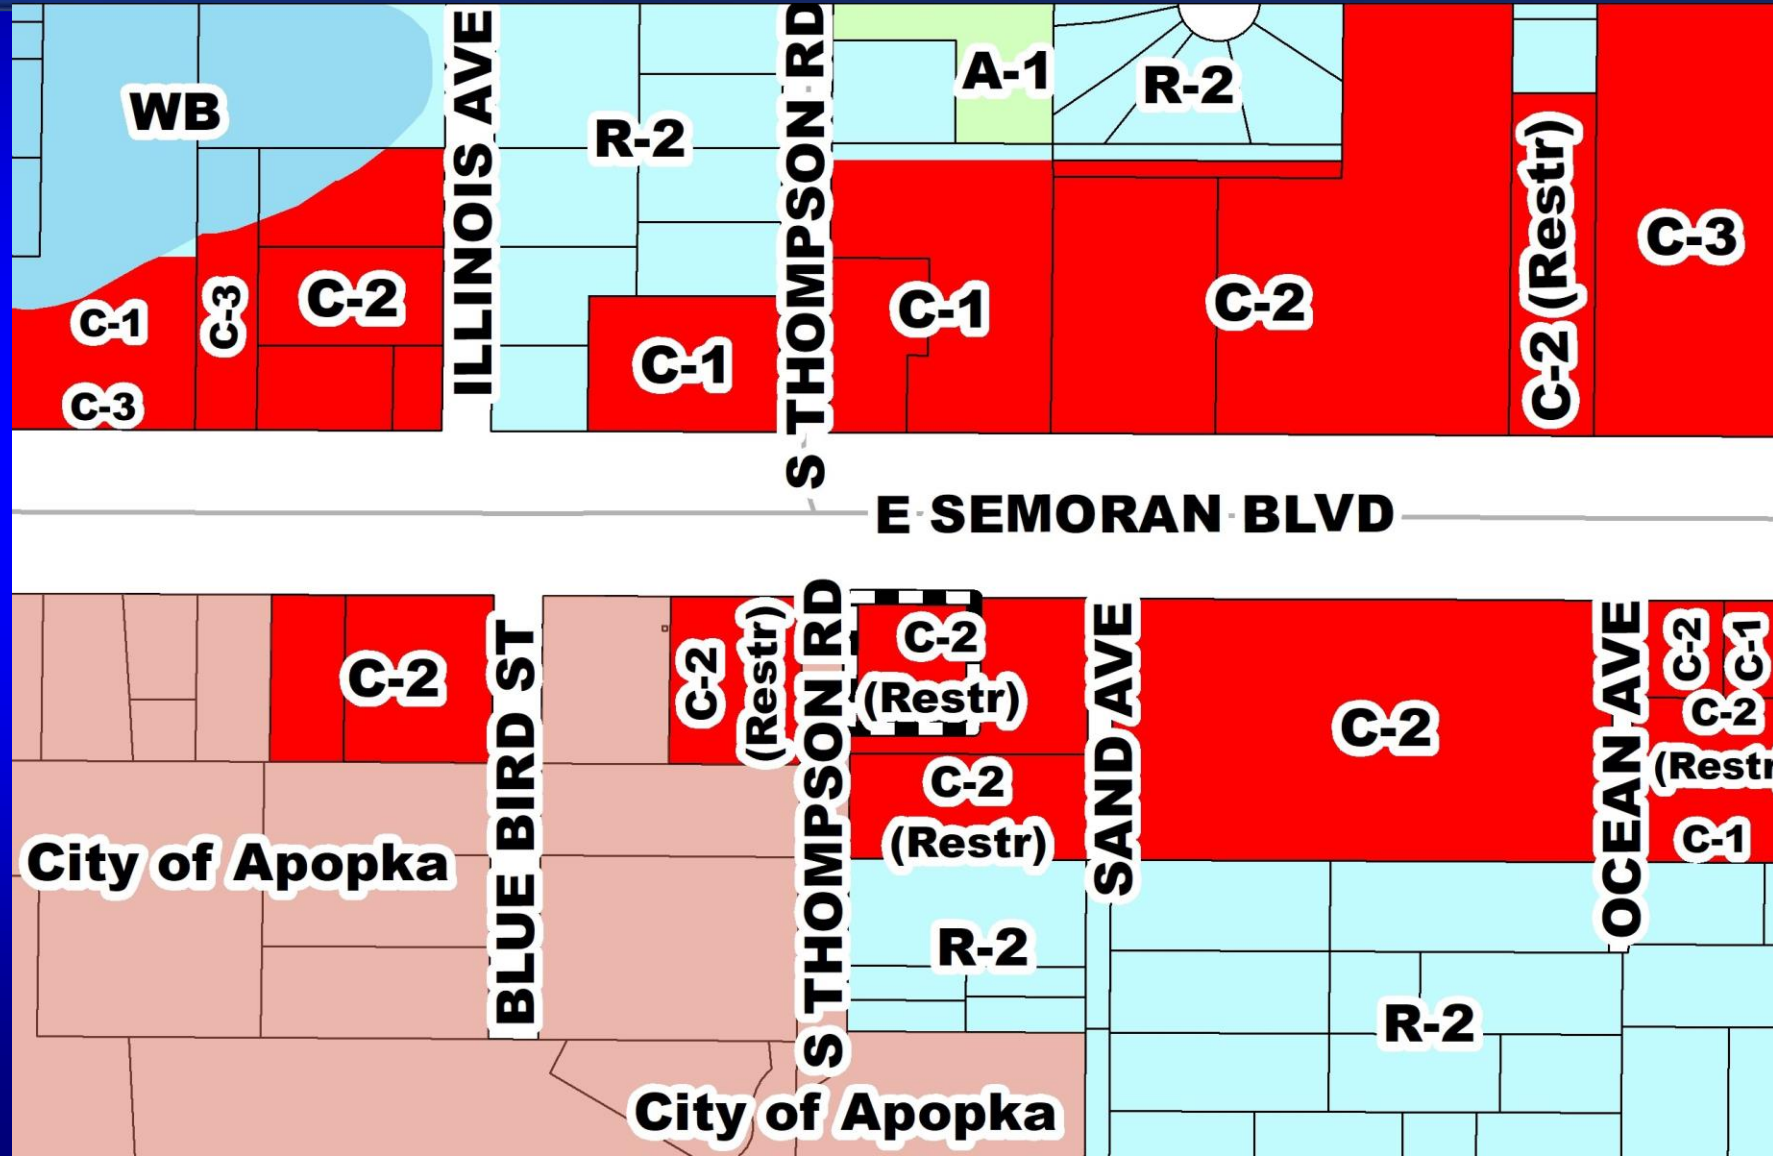 WB
ILLINOIS AVE
R-2
S THOMPSON RD
A-1
R-2
C-2 (Restr)
C-3
C-1
C-3
C-3
C-2
C-1
C-1
C-2
E SEMORAN BLVD
C-2
BLUE BIRD ST
C-2
(Restr)
S THOMPSON RD
C-2
(Restr)
C-2
(Restr)
SAND AVE
C-2
OCEAN AVE
C-2
C-1
C-2
(Restr
C-1
City of Apopka
R-2
R-2
City of Apopka